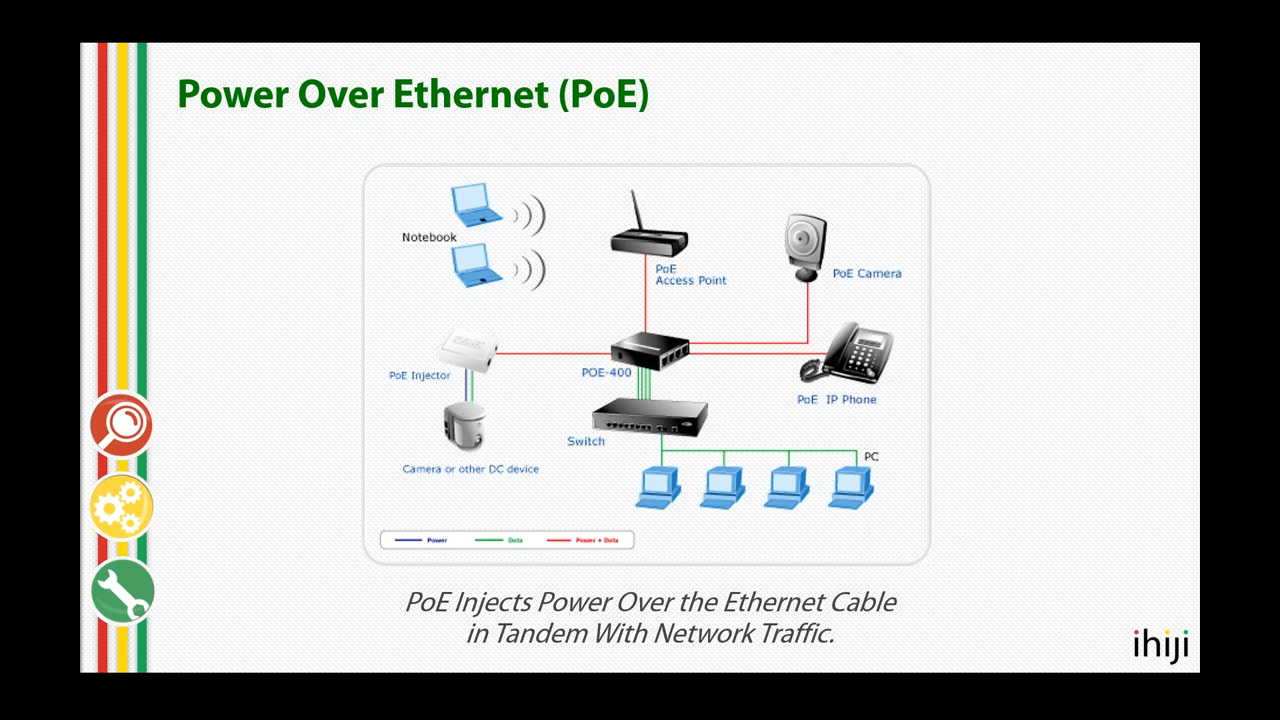 Power Over Ethernet (PoE)
Notebook
PoE
Access Point
PoE Camera
PoE Injector
POE-400
PoE IP Phone
Switch
Camera or other DC device
PC
Power
Data
Power + Data
PoE Injects Power Over the Ethernet Cable
in Tandem With Network Traffic.
ihiji